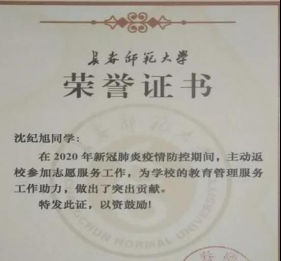 长春师范大学
荣誉证书
沈纪旭同学：
在2020年新冠肺炎疫情防控期间，主动返
校参加志愿服务工作，为学校的教育管理服务
工作助力，做出了突出贡献。
特发此证，以资鼓励！
CHUN NORMAL UNIVERSITY